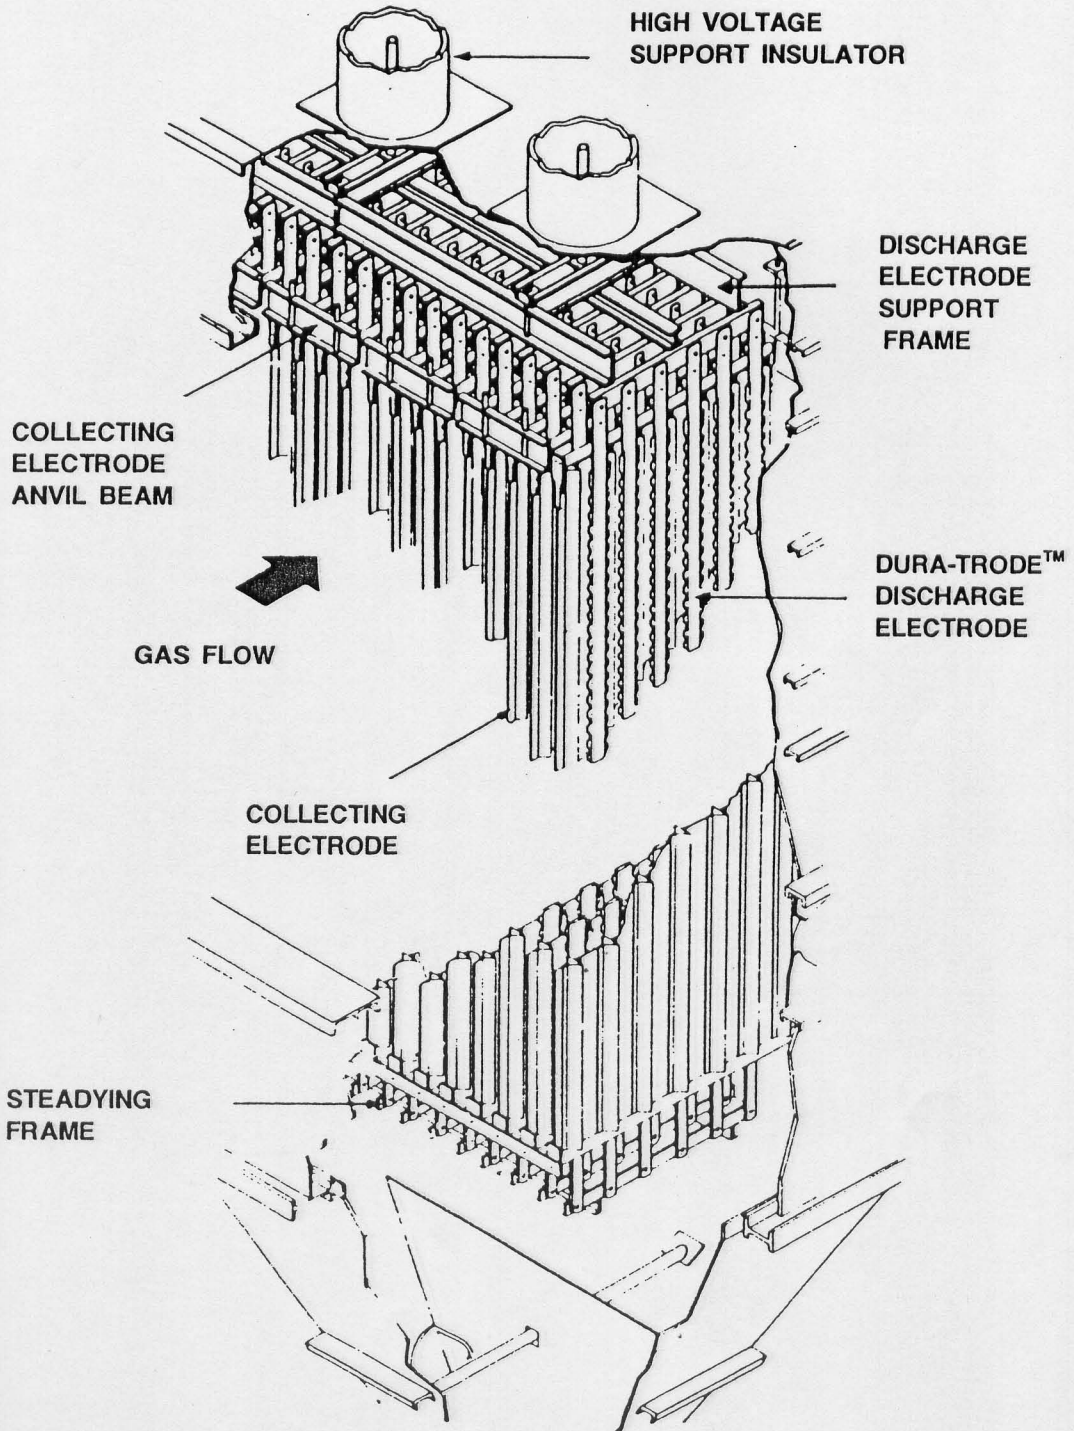 HIGH VOLTAGE
SUPPORT INSULATOR
DISCHARGE
ELECTRODE
SUPPORT
FRAME
COLLECTING
ELECTRODE
ANVIL BEAM
DURA-TRODE™
DISCHARGE
ELECTRODE
GAS FLOW
COLLECTING
ELECTRODE
STEADYING
FRAME